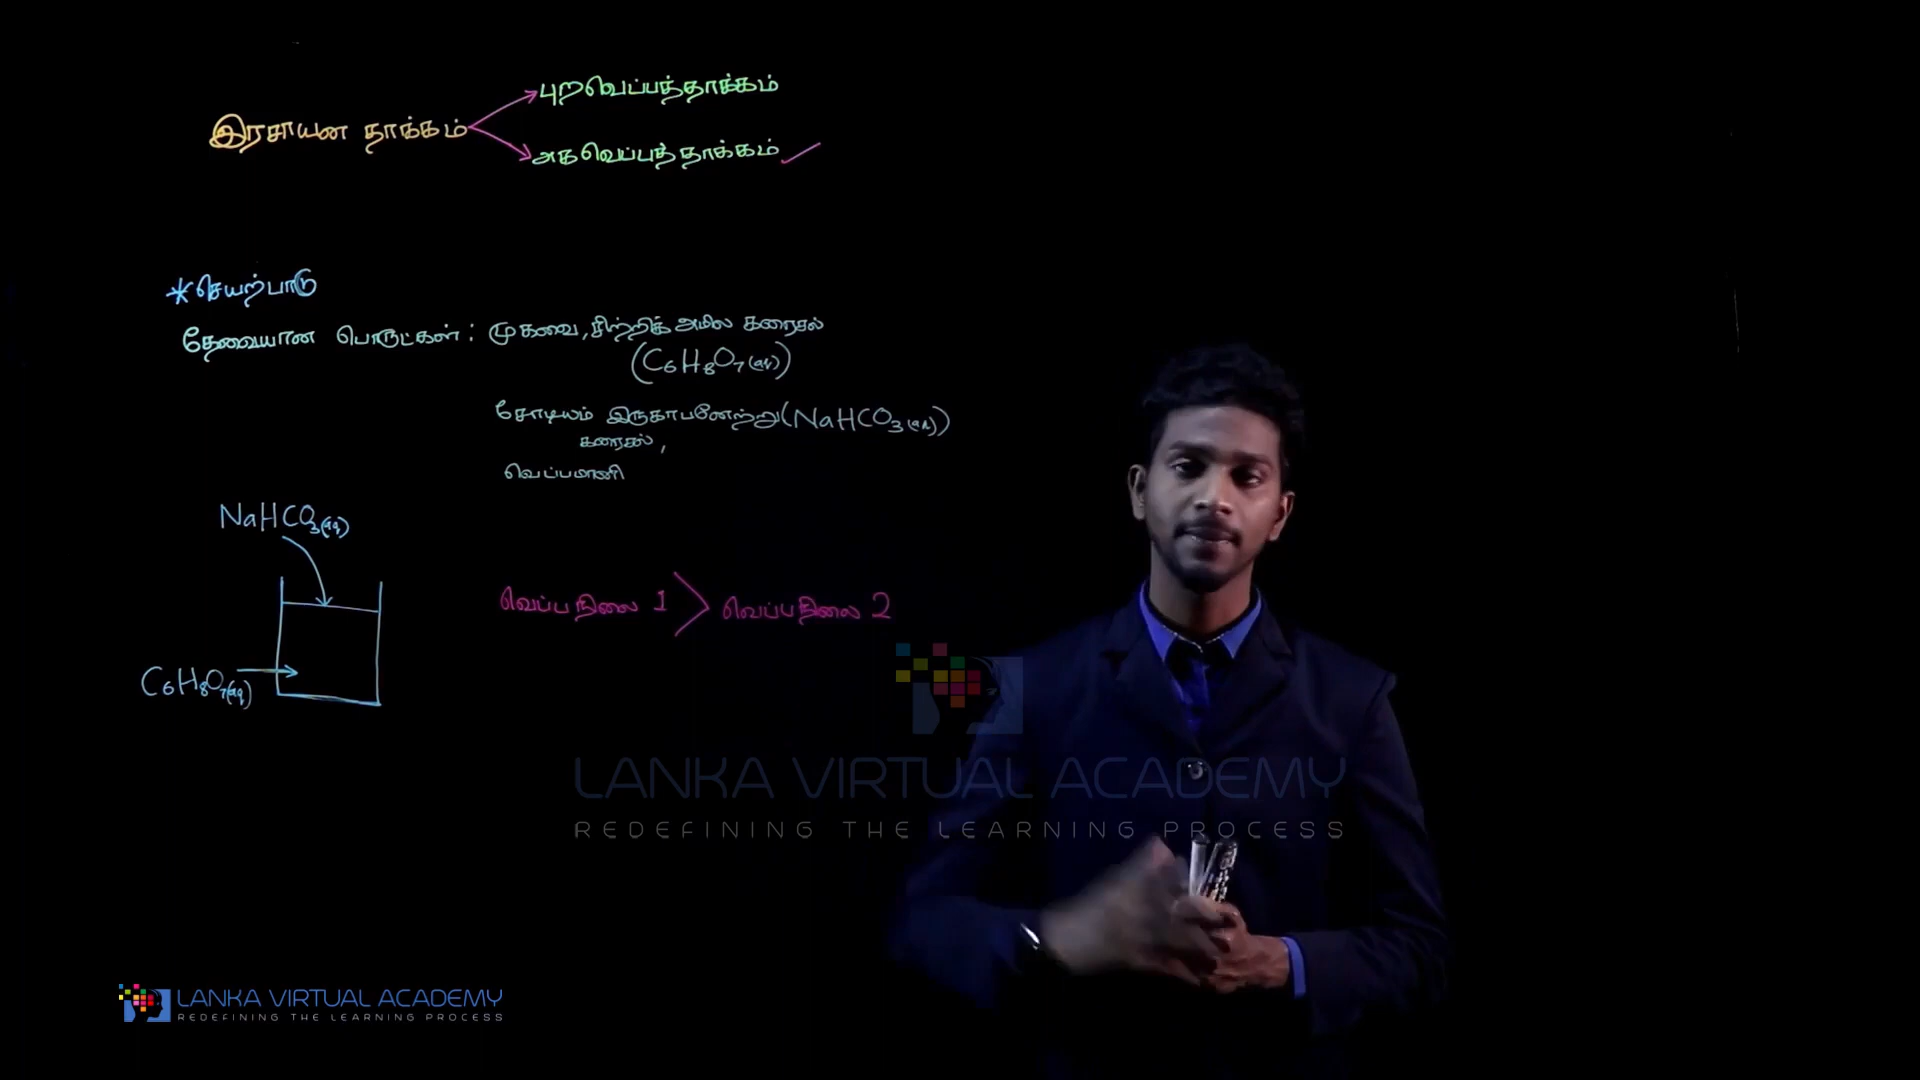 புறவெப்பத்தாக்கம்
இரசாயன தாக்கம்
அகவெப்பத்தாக்கம்
*செயற்பாடு
தேவையான பொருட்கள் : முகவை, சிற்றிக் அமில கரைசல்
(C6H8O7(aq))
சோடியம் இருகாபனேற்று(NaHCO3(aq))
கரைசல்,
வெப்பமானி
NaHCO3(aq)
வெப்பநிலை 1 > வெப்பநிலை 2
C6H8O7(aq)
LANKA VIRTUAL ACADEMY
REDEFINING THE LEARNING PROCESS
LANKA VIRTUAL ACADEMY
REDEFINING THE LEARNING PROCESS